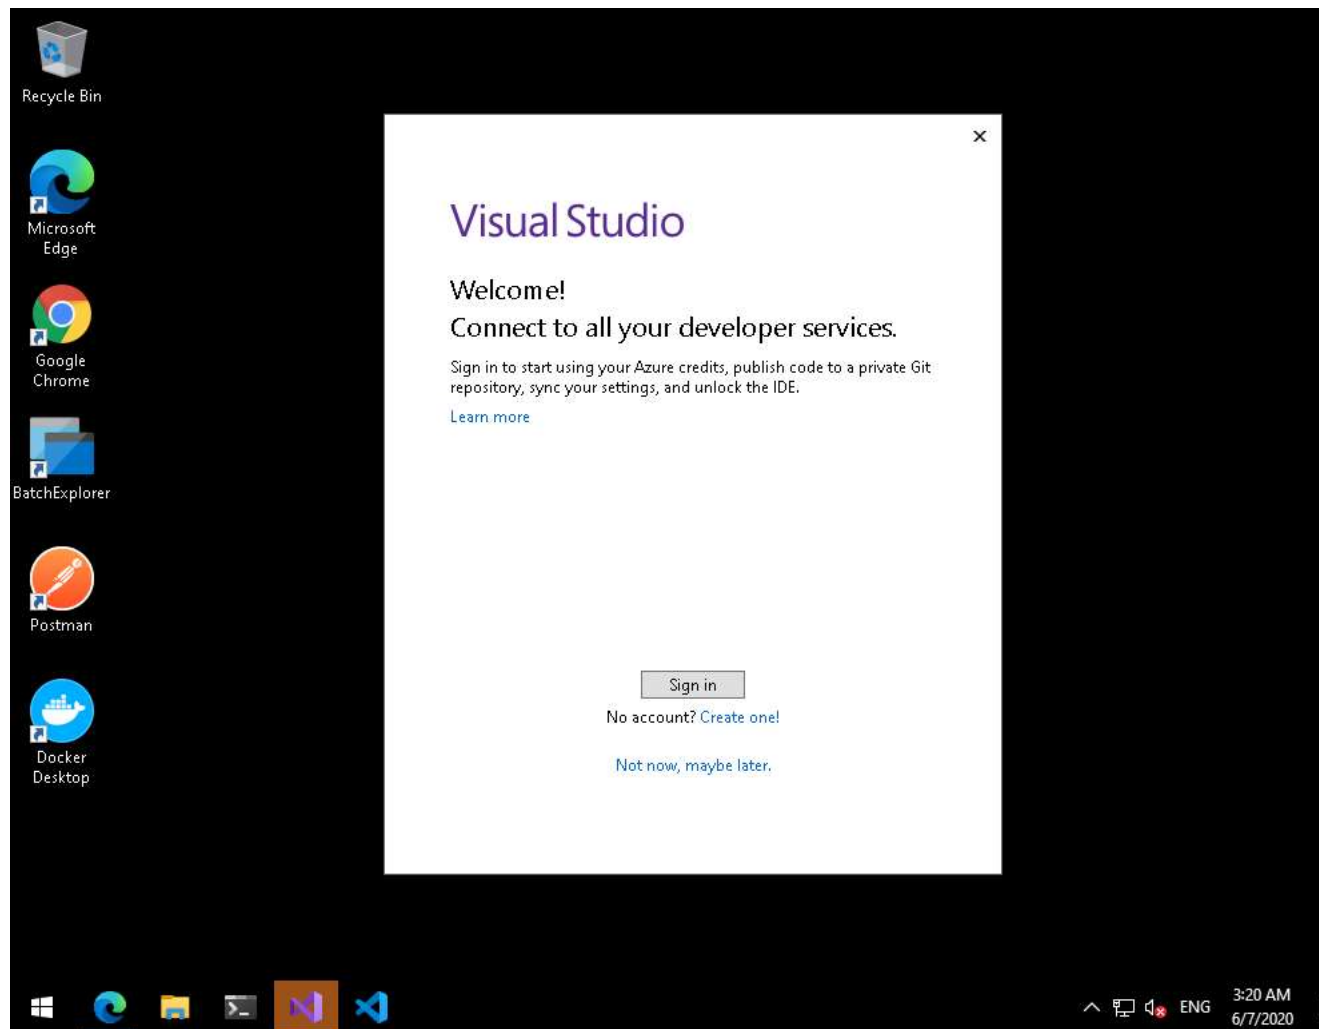 Recycle Bin
Microsoft
Edge
Google
Chrome
BatchExplorer
Postman
Docker
Desktop
Visual Studio
Welcome!
Connect to all your developer services.
Sign in to start using your Azure credits, publish code to a private Git
repository, sync your settings, and unlock the IDE.
Learn more
Sign in
No account? Create one!
Not now, maybe later.
ENG
3:20 AM
6/7/2020